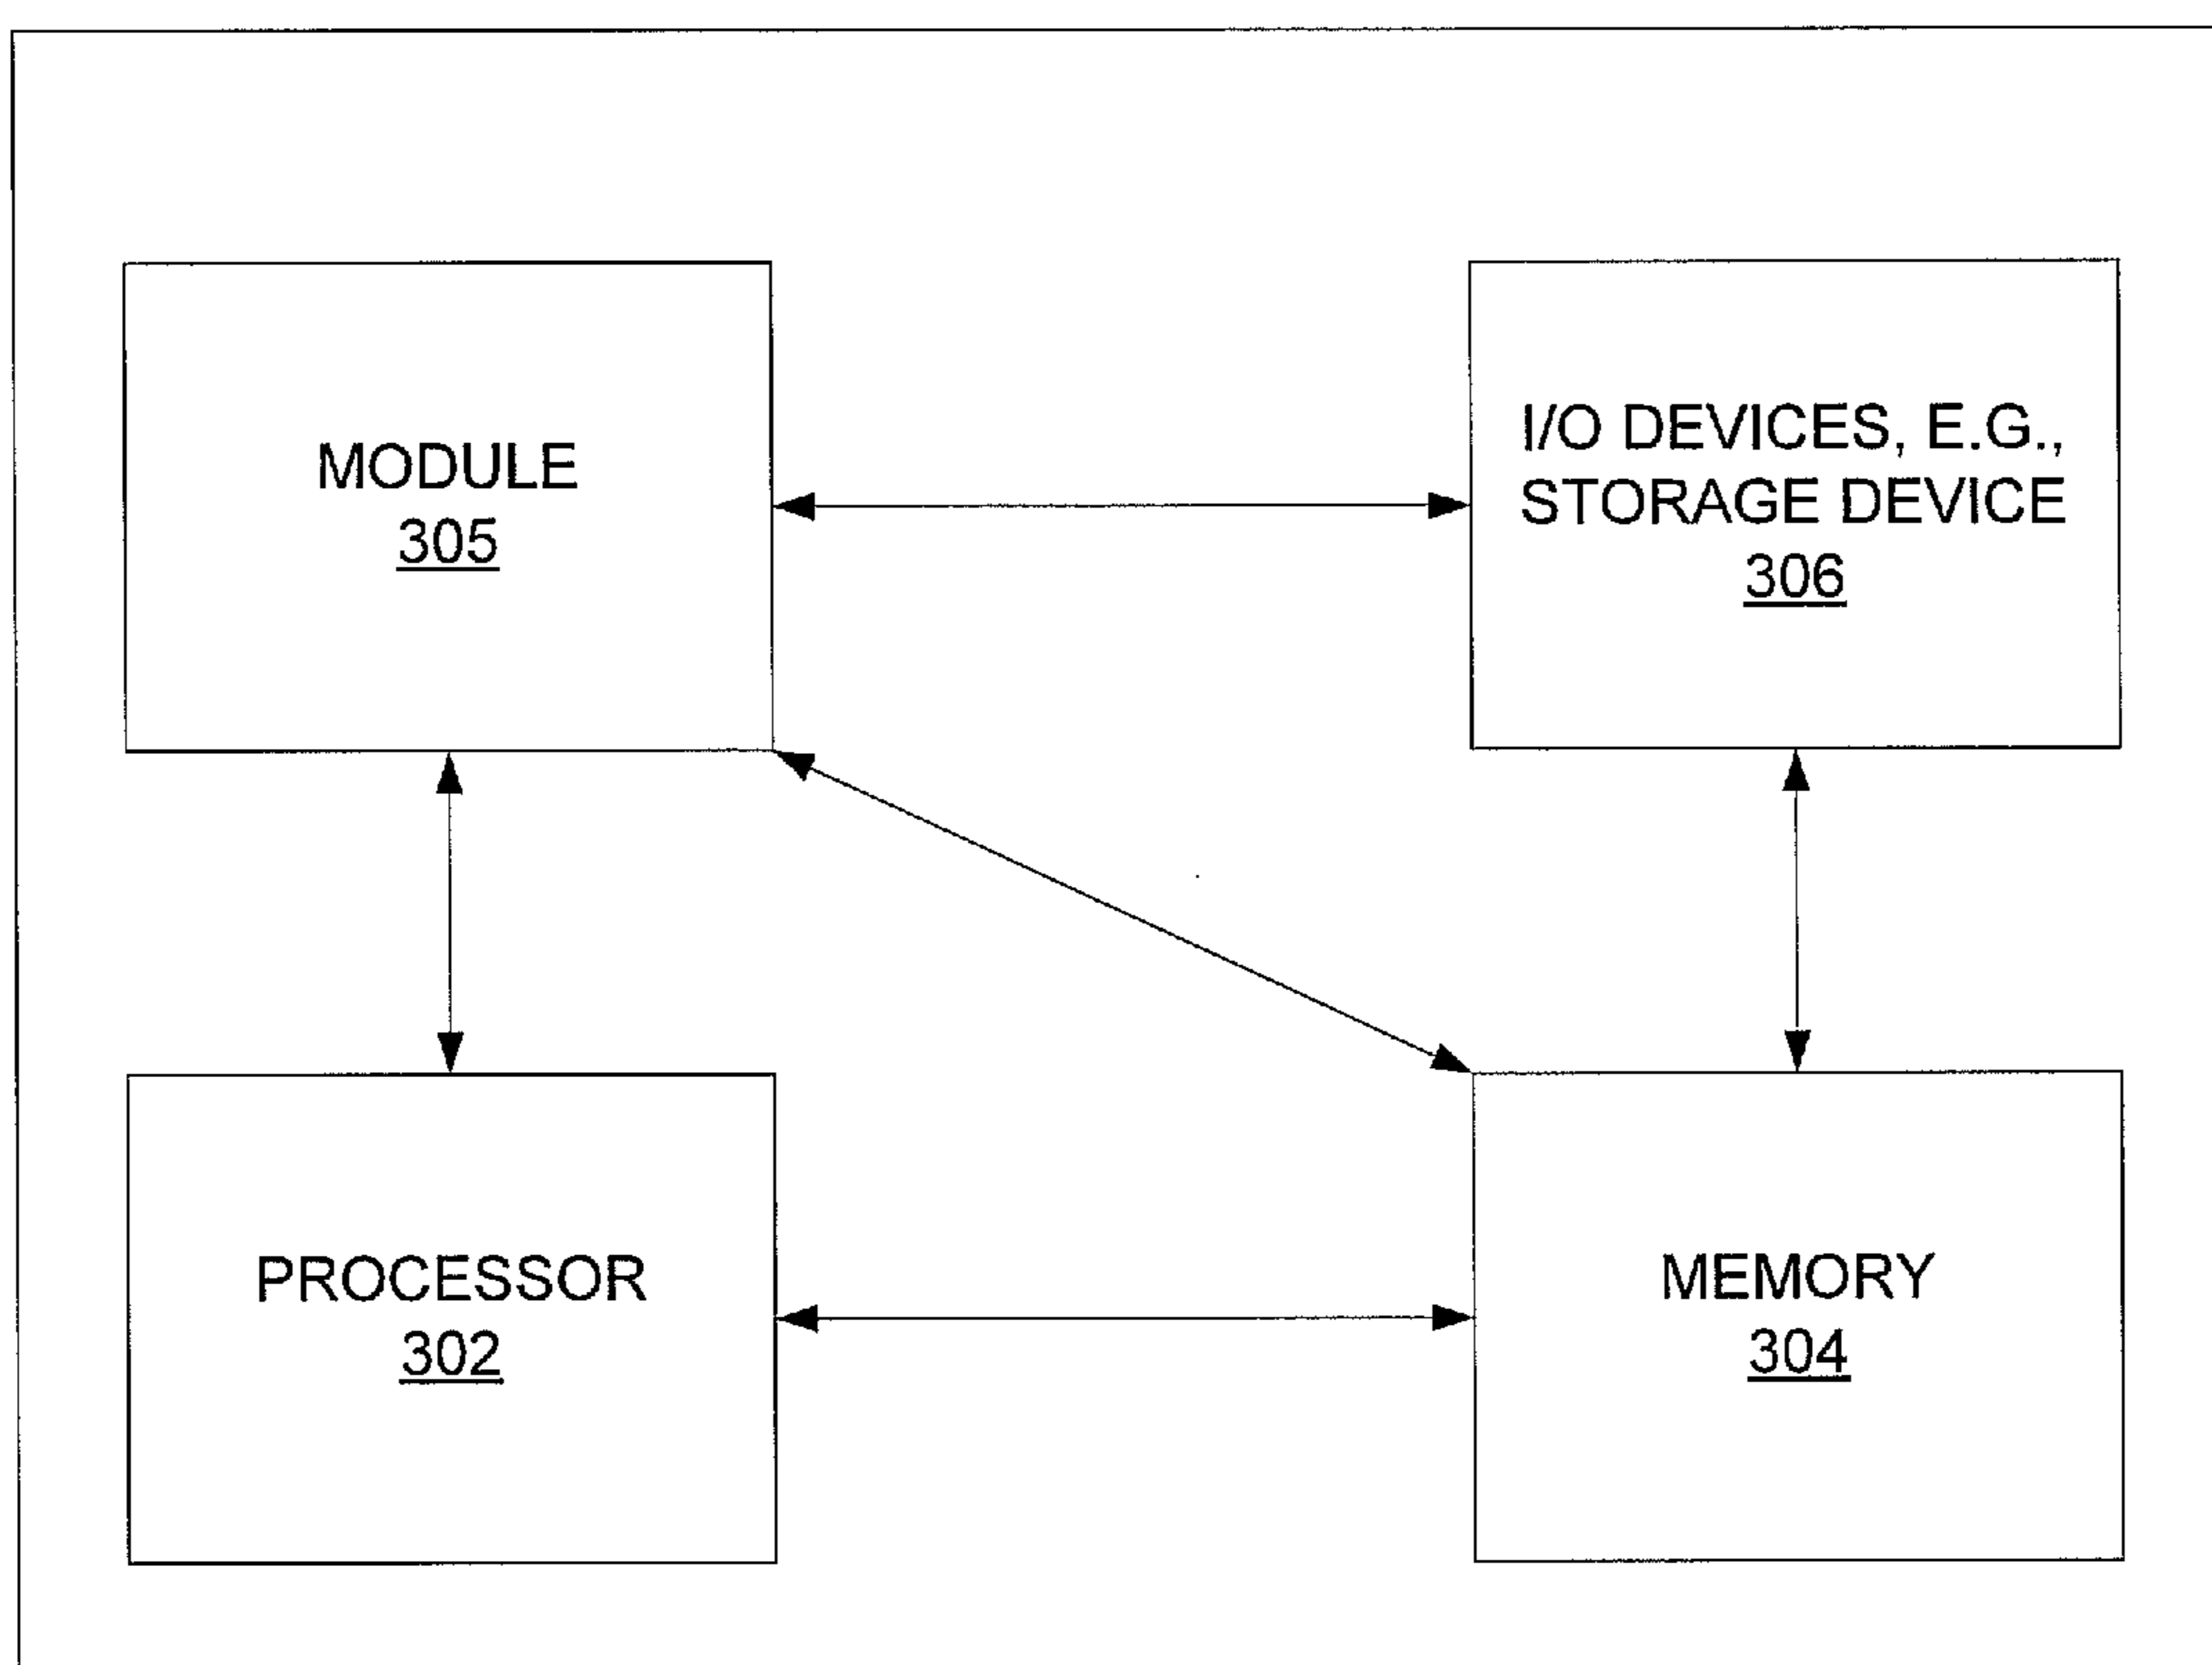 MODULE
305
I/O DEVICES, E.G.,
STORAGE DEVICE
306
PROCESSOR
302
MEMORY
304